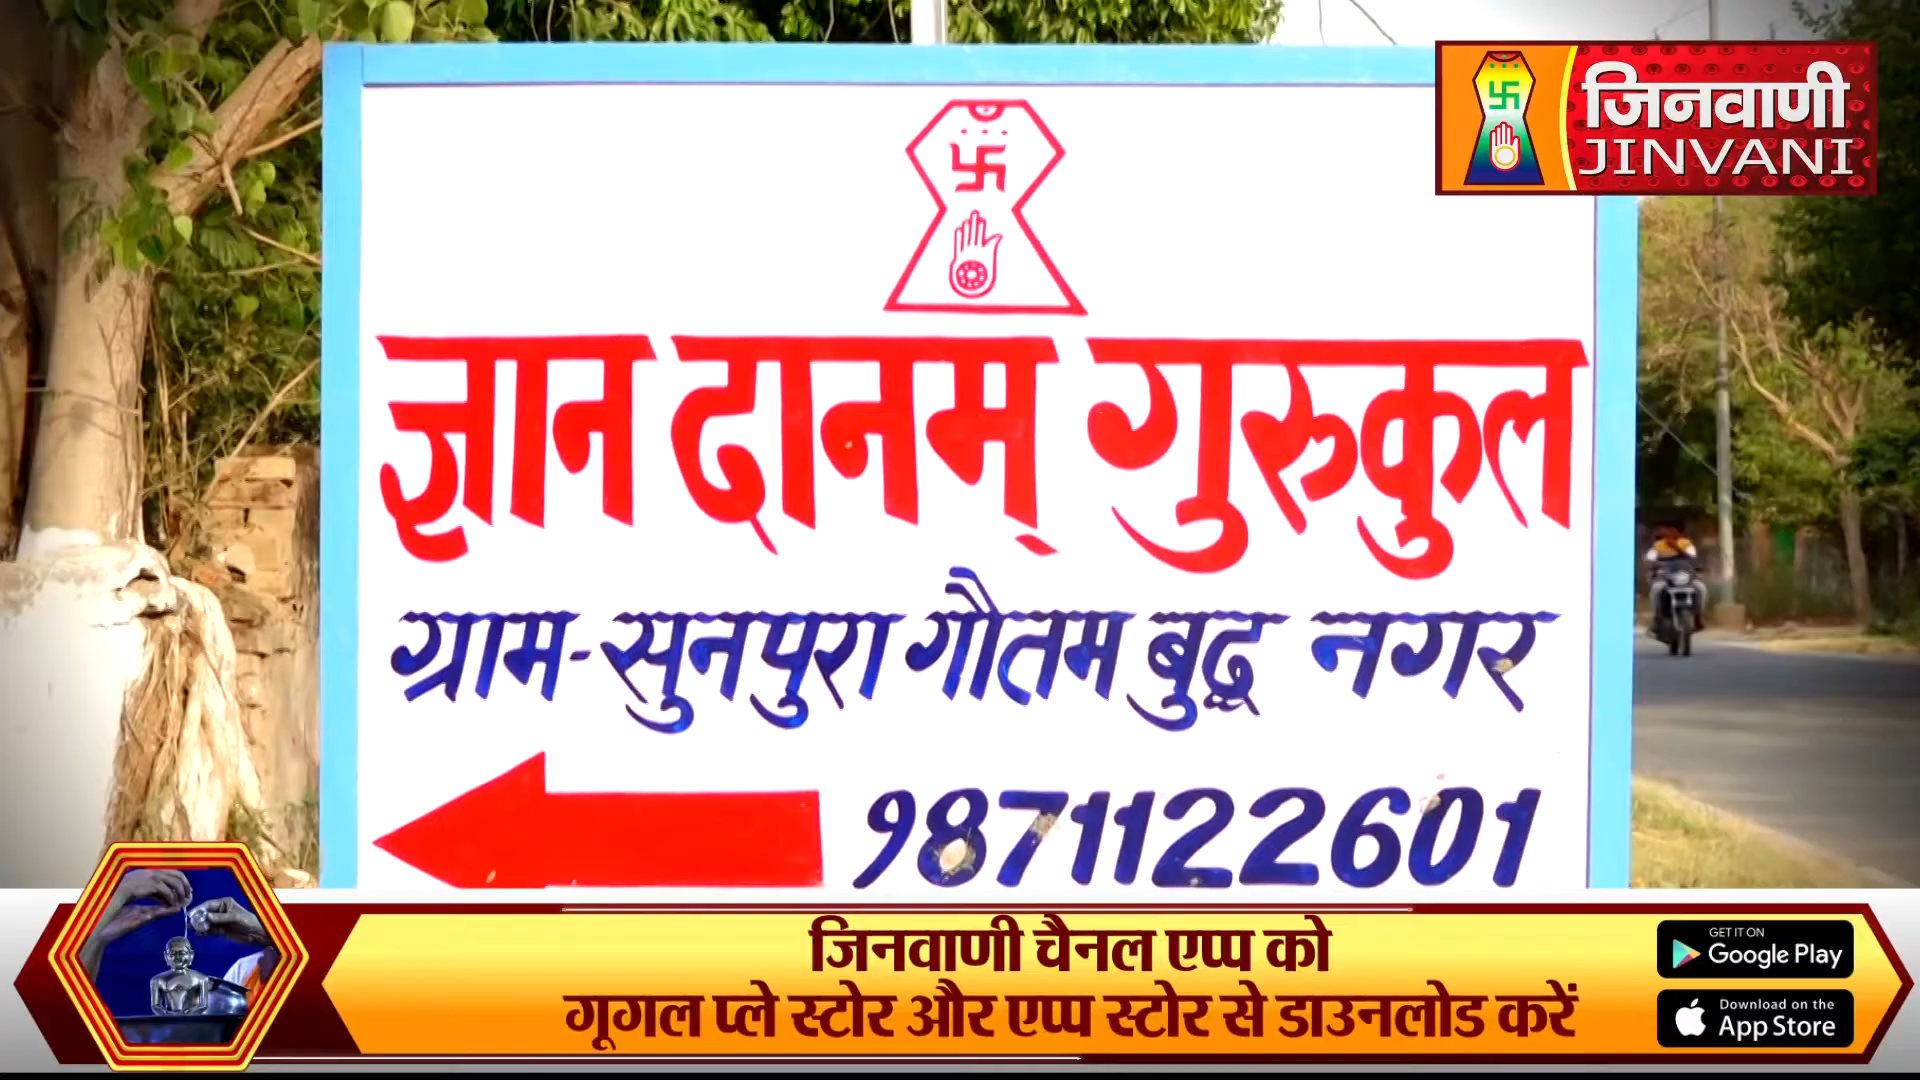 जिनवाणी
JINVANI
ज्ञान दानम् गुरुकुल
ग्राम-सुनपुरा गौतम बुद्ध नगर
9871122601
जिनवाणी चैनल एप्प को
गूगल प्ले स्टोर और एप्प स्टोर से डाउनलोड करें
GET IT ON
Google Play
Download on the
App Store